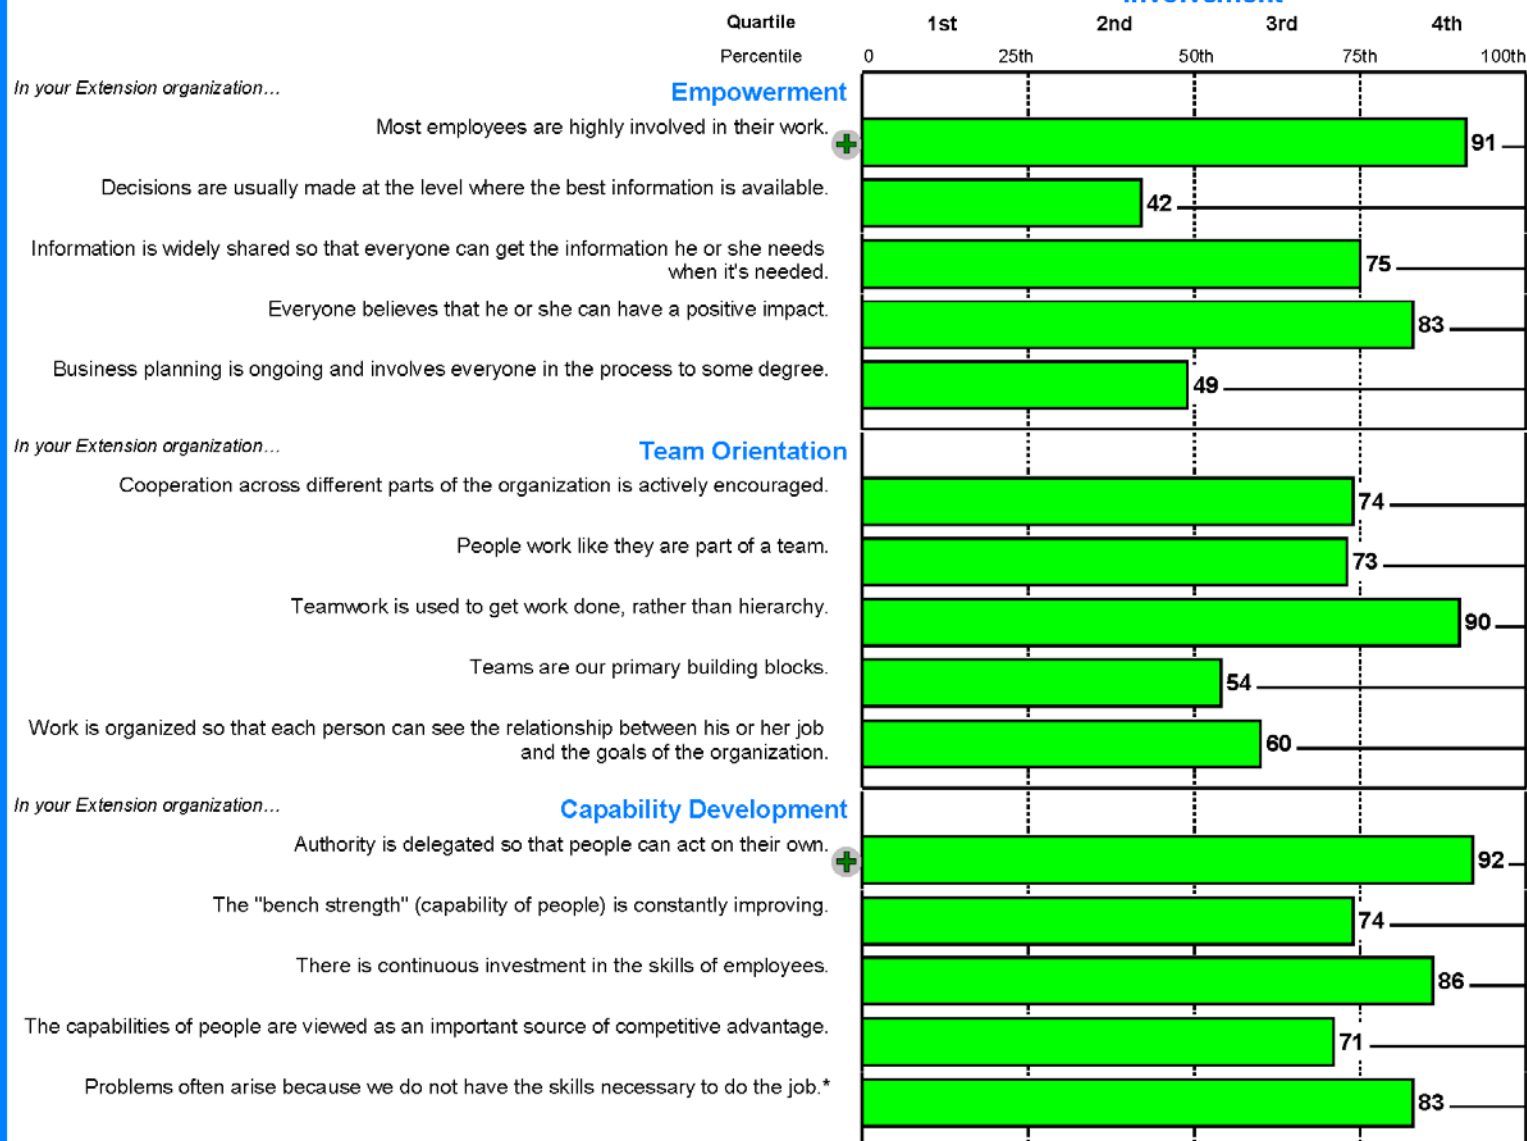 Involvement
Quartile 1st 2nd 3rd 4th
Percentile 0 25th 50th 75th 100th
In your Extension organization...
Empowerment
Most employees are highly involved in their work. 91
Decisions are usually made at the level where the best information is available. 42
Information is widely shared so that everyone can get the information he or she needs
when it's needed. 75
Everyone believes that he or she can have a positive impact. 83
Business planning is ongoing and involves everyone in the process to some degree. 49
In your Extension organization...
Team Orientation
Cooperation across different parts of the organization is actively encouraged. 74
People work like they are part of a team. 73
Teamwork is used to get work done, rather than hierarchy. 90
Teams are our primary building blocks. 54
Work is organized so that each person can see the relationship between his or her job
and the goals of the organization. 60
In your Extension organization...
Capability Development
Authority is delegated so that people can act on their own. 92
The "bench strength" (capability of people) is constantly improving. 74
There is continuous investment in the skills of employees. 86
The capabilities of people are viewed as an important source of competitive advantage. 71
Problems often arise because we do not have the skills necessary to do the job.* 83